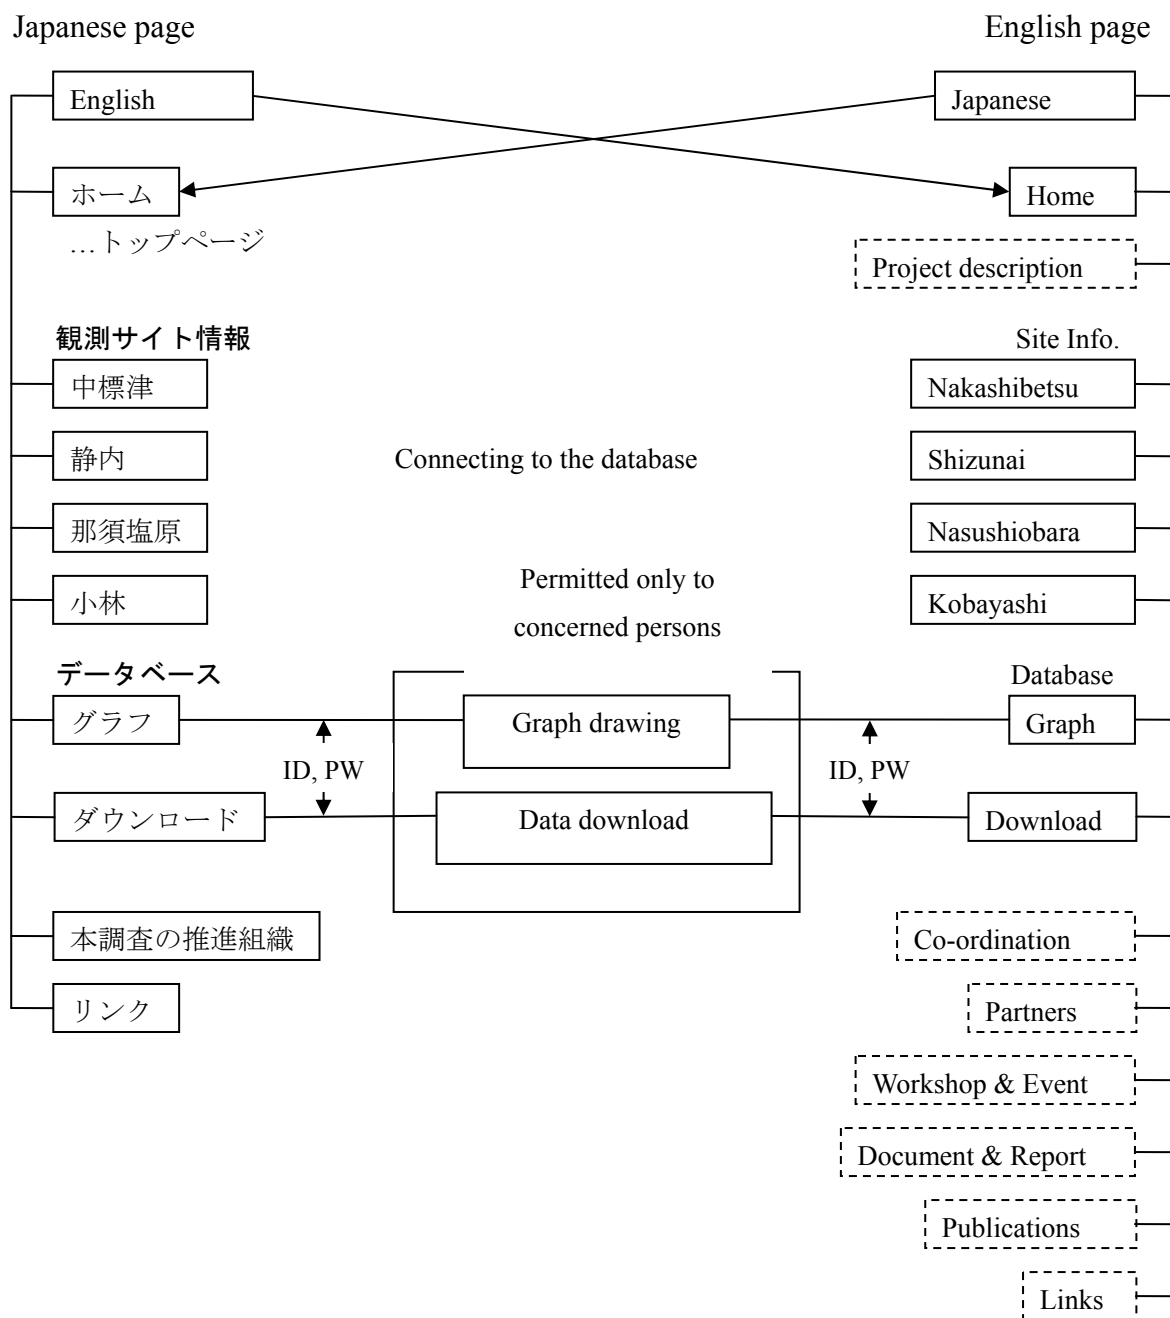 Japanese page
English page
English
Japanese
ホーム
Home
…トップページ
Project description
観測サイト情報
Site Info.
中標津
Nakashibetsu
静内
Connecting to the database
Shizunai
那須塩原
Nasushiobara
Permitted only to
concerned persons
小林
Kobayashi
データベース
Database
グラフ
Graph drawing
Graph
ID, PW
ID, PW
ダウンロード
Data download
Download
本調査の推進組織
Co-ordination
リンク
Partners
Workshop & Event
Document & Report
Publications
Links